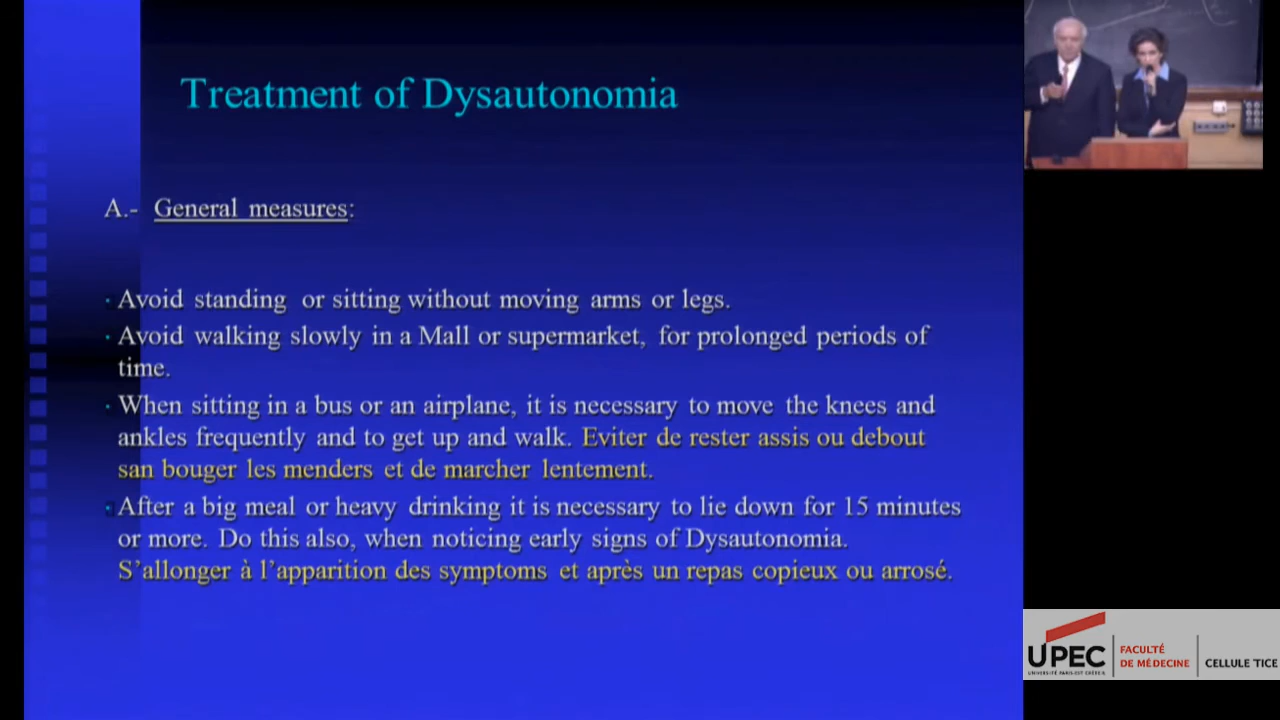 Treatment of Dysautonomia
A.- General measures:
· Avoid standing or sitting without moving arms or legs.
· Avoid walking slowly in a Mall or supermarket, for prolonged periods of
time.
· When sitting in a bus or an airplane, it is necessary to move the knees and
ankles frequently and to get up and walk. Eviter de rester assis ou debout
san bouger les menders et de marcher lentement.
· After a big meal or heavy drinking it is necessary to lie down for 15 minutes
or more. Do this also, when noticing early signs of Dysautonomia.
S'allonger à l'apparition des symptoms et après un repas copieux ou arrosé.
UPEC
UNIVERSITÉ PARIS-EST CRÉTEIL
FACULTÉ
DE MÉDECINE
CELLULE TICE